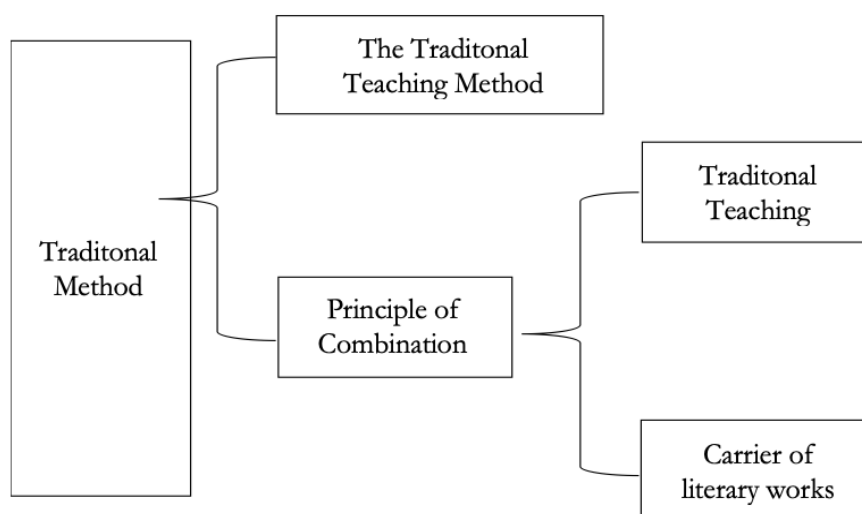 The Traditonal
Teaching Method
Traditonal
Teaching
Traditonal
Method
Principle of
Combination
Carrier of
literary works